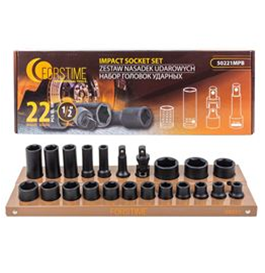 FORSTIME
IMPACT SOCKET SET
ZESTAW NASADEK UDAROWYCH
НАБОР ГОЛОВОК УДАРНЫХ
50221MPB
22
1/2
FORSTIME